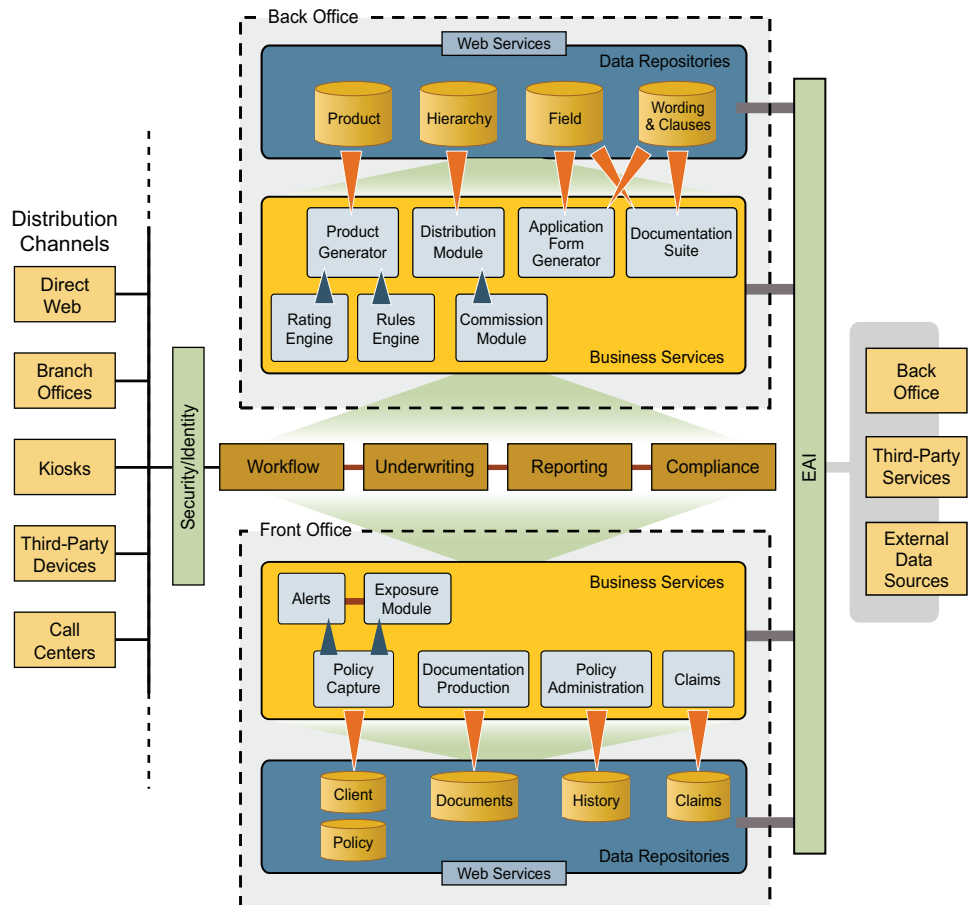 Back Office
Web Services
Data Repositories
Product
Hierarchy
Field
Wording
& Clauses
Product
Generator
Distribution
Module
Application
Form
Generator
Documentation
Suite
Rating
Engine
Rules
Engine
Commission
Module
Business Services
Distribution
Channels
Direct
Web
Branch
Offices
Kiosks
Third-Party
Devices
Call
Centers
Security/Identity
Workflow
Underwriting
Reporting
Compliance
EAI
Back
Office
Third-Party
Services
External
Data
Sources
Front Office
Business Services
Alerts
Exposure
Module
Policy
Capture
Documentation
Production
Policy
Administration
Claims
Client
Policy
Documents
History
Claims
Data Repositories
Web Services